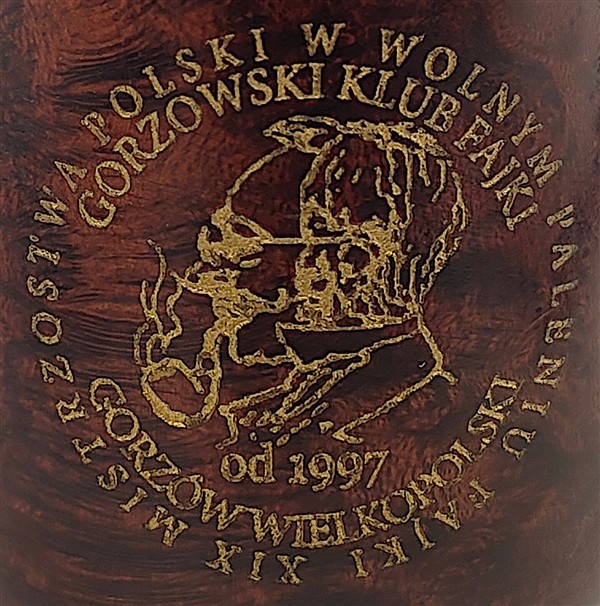 XIX MISTRZOSTWA POLSKI W WOLNYM PALENIU FAJKI
GORZOWSKI KLUB FAJKI
od 1997
GORZÓW WIELKOPOLSKI